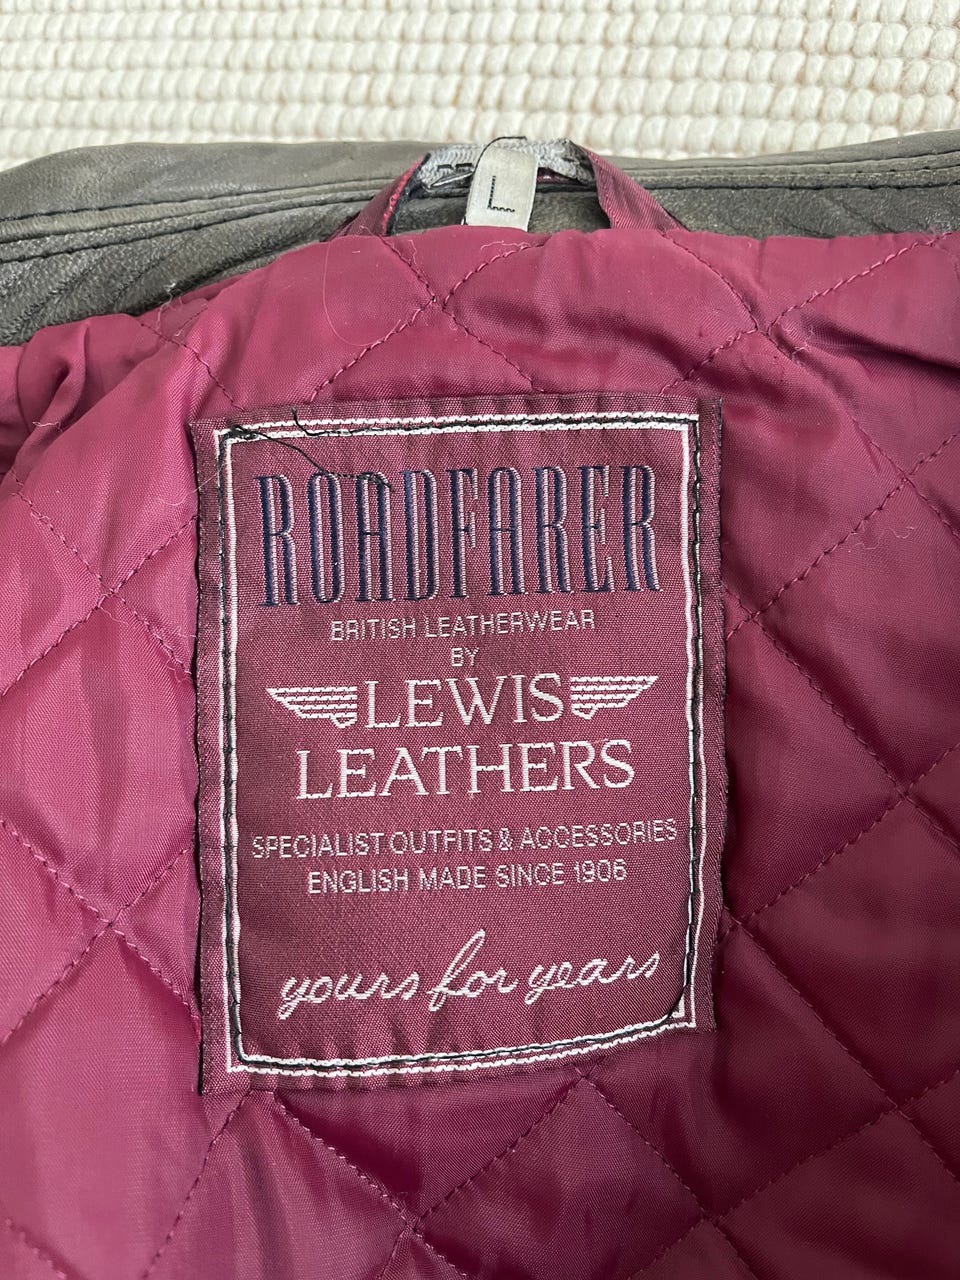 L
ROADFARER
BRITISH LEATHERWEAR
BY
LEWIS
LEATHERS
SPECIALIST OUTFITS & ACCESSORIES
ENGLISH MADE SINCE 1906
yours for years